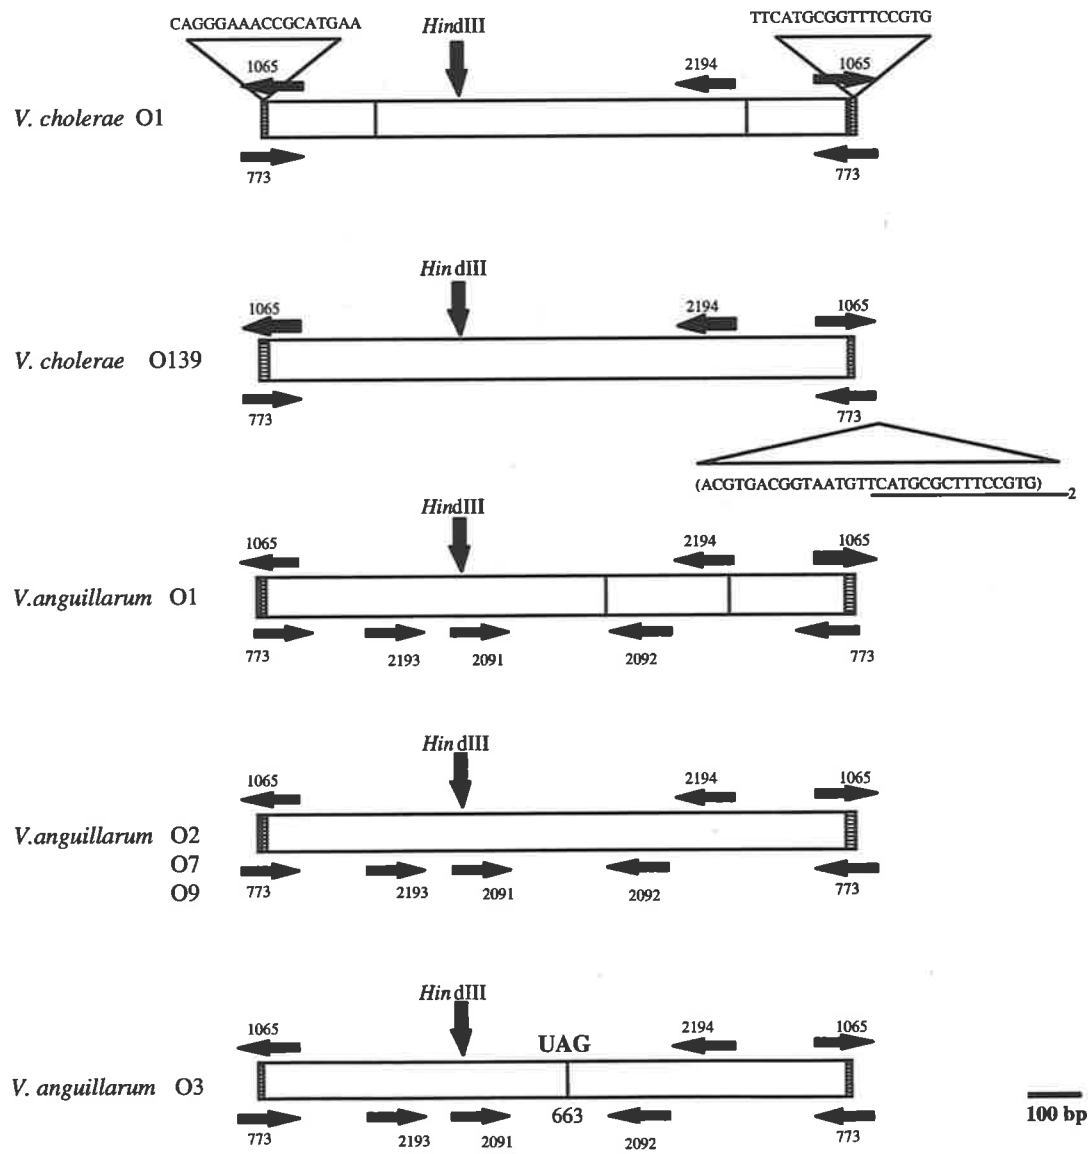 CAGGGAAACCGCATGAA
TTCATGCGGTTTCCGTG
HindIII
1065
2194
1065
V. cholerae O1
773
773
HindIII
1065
2194
1065
V. cholerae O139
773
773
(ACGTGACGGTAATGTTCATGCGCTTTCCGTG)2
HindIII
1065
2194
1065
V.anguillarum O1
773
2193
2091
2092
773
HindIII
1065
2194
1065
V.anguillarum O2
O7
O9
773
2193
2091
2092
773
HindIII
1065
UAG
2194
1065
V. anguillarum O3
773
2193
2091
663
2092
773
100 bp